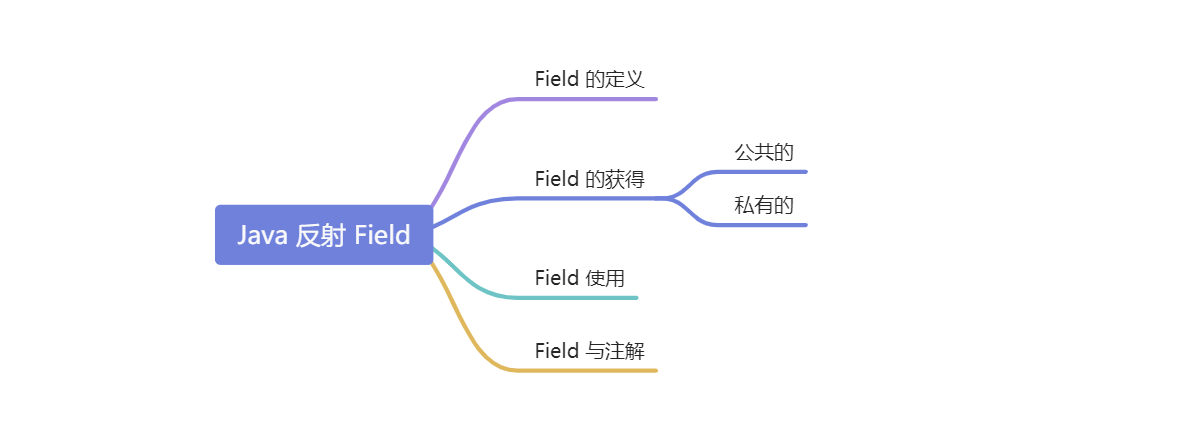 Java 反射 Field
Field 的定义
Field 的获得
公共的
私有的
Field 使用
Field 与注解